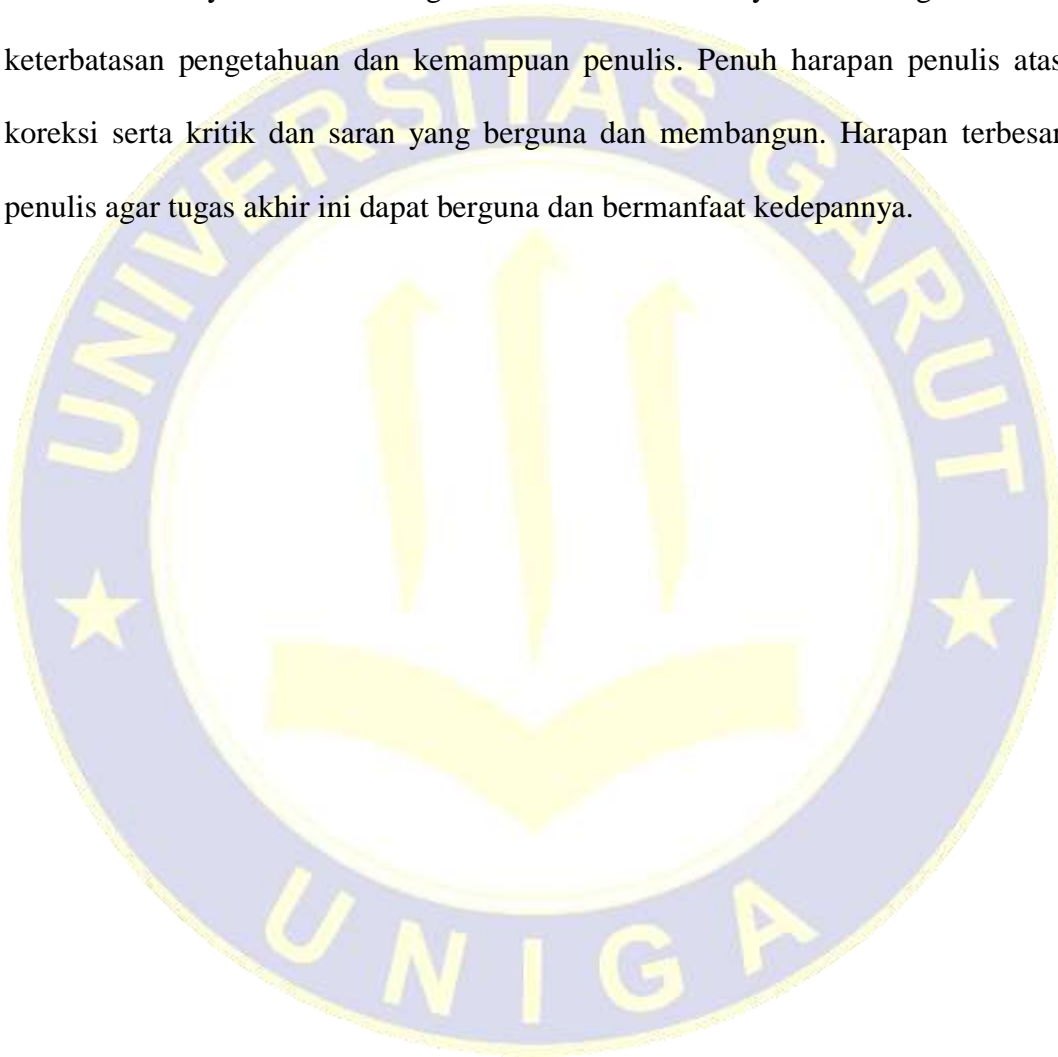 keterbatasan pengetahuan dan kemampuan penulis. Penuh harapan penulis atas
koreksi serta kritik dan saran yang berguna dan membangun. Harapan terbesar
penulis agar tugas akhir ini dapat berguna dan bermanfaat kedepannya.
UNIVERSITAS GARUT
UNIGA